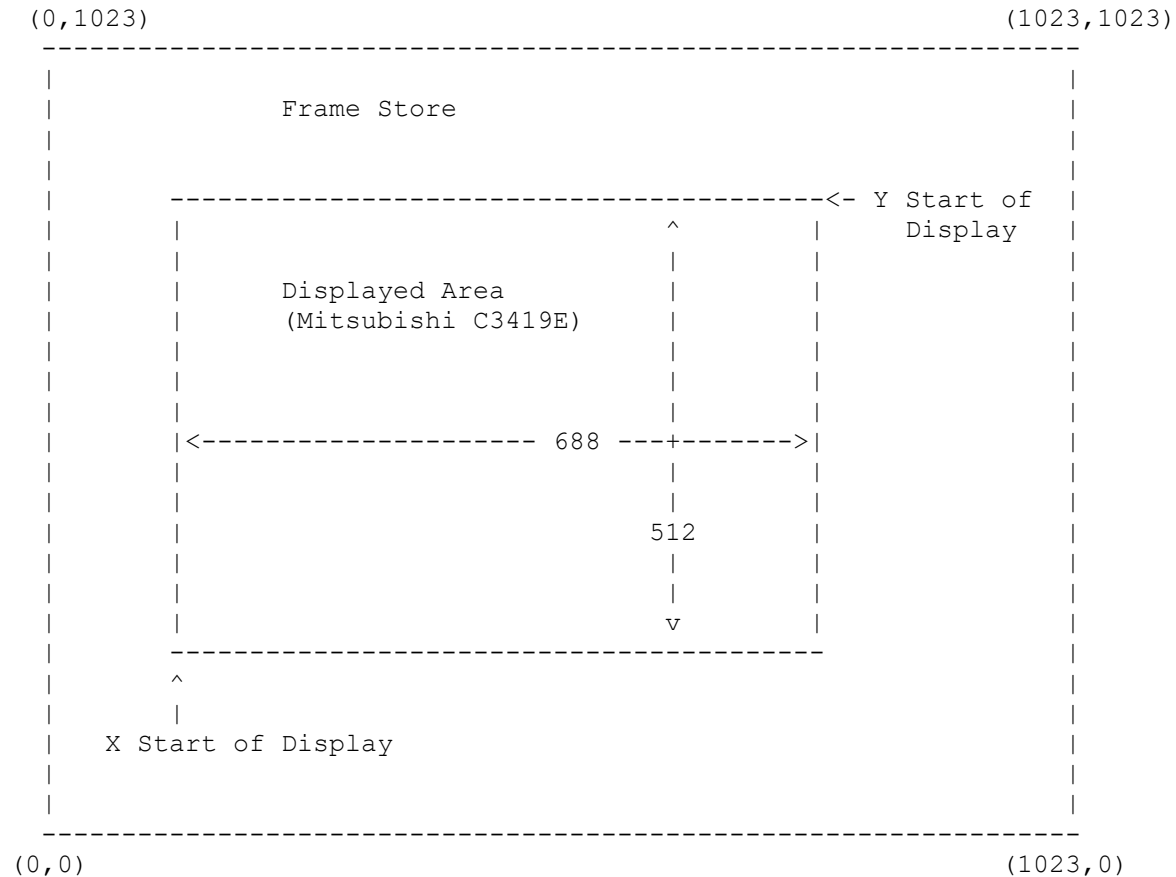 (0,1023) (1023,1023)
Frame Store
<- Y Start of
Display
Displayed Area
(Mitsubishi C3419E)
<--------------------- 688 ---+------->
512
v
X Start of Display
(0,0) (1023,0)